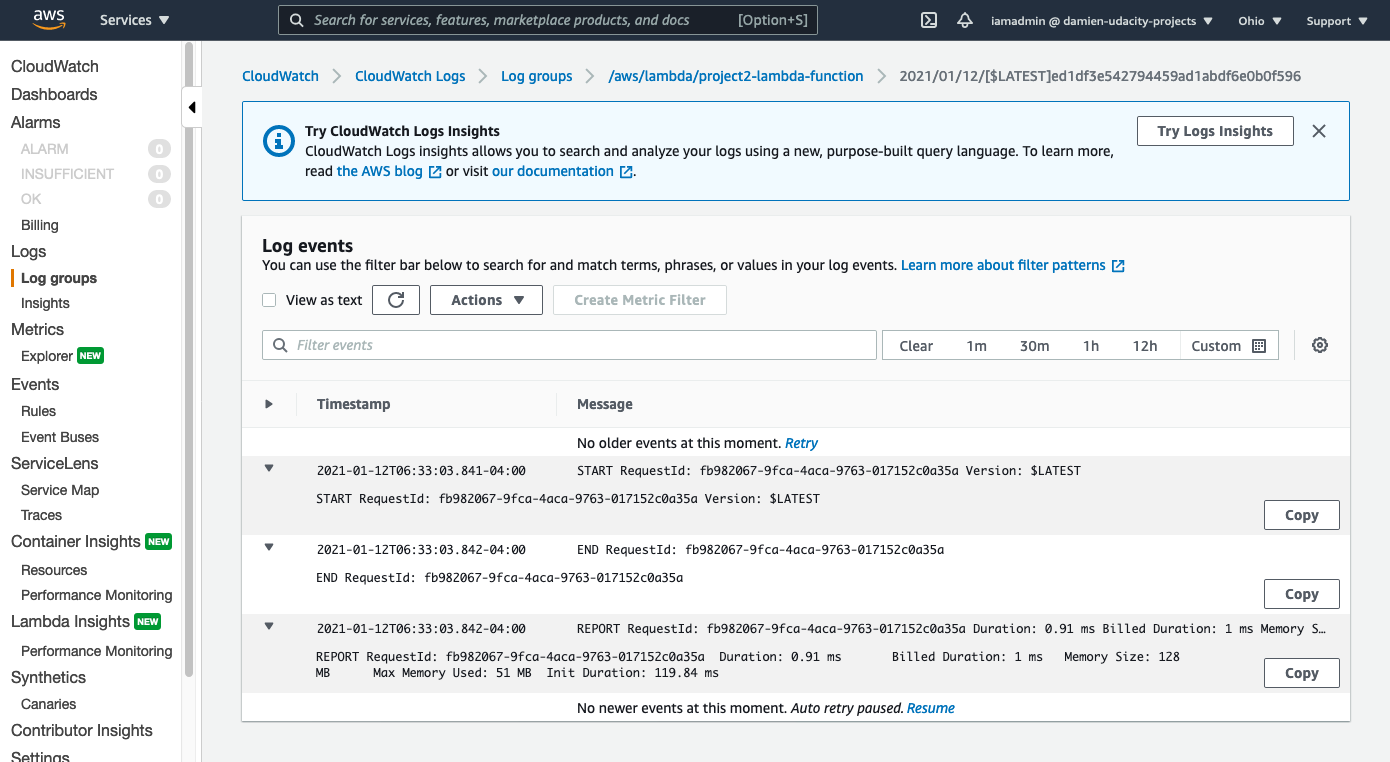 aws
Services
Search for services, features, marketplace products, and docs [Option+S]
iamadmin @ damien-udacity-projects
Ohio
Support
CloudWatch
Dashboards
Alarms
ALARM 0
INSUFFICIENT 0
OK 0
Billing
Logs
Log groups
Insights
Metrics
Explorer NEW
Events
Rules
Event Buses
ServiceLens
Service Map
Traces
Container Insights NEW
Resources
Performance Monitoring
Lambda Insights NEW
Performance Monitoring
Synthetics
Canaries
Contributor Insights
Settings
CloudWatch > CloudWatch Logs > Log groups > /aws/lambda/project2-lambda-function > 2021/01/12/[$LATEST]ed1df3e542794459ad1abdf6e0b0f596
Try CloudWatch Logs Insights
CloudWatch Logs insights allows you to search and analyze your logs using a new, purpose-built query language. To learn more,
read the AWS blog or visit our documentation .
Try Logs Insights
Log events
You can use the filter bar below to search for and match terms, phrases, or values in your log events. Learn more about filter patterns
View as text
Actions
Create Metric Filter
Filter events
Clear 1m 30m 1h 12h Custom
Timestamp Message
No older events at this moment. Retry
2021-01-12T06:33:03.841-04:00 START RequestId: fb982067-9fca-4aca-9763-017152c0a35a Version: $LATEST
START RequestId: fb982067-9fca-4aca-9763-017152c0a35a Version: $LATEST
Copy
2021-01-12T06:33:03.842-04:00 END RequestId: fb982067-9fca-4aca-9763-017152c0a35a
END RequestId: fb982067-9fca-4aca-9763-017152c0a35a
Copy
2021-01-12T06:33:03.842-04:00 REPORT RequestId: fb982067-9fca-4aca-9763-017152c0a35a Duration: 0.91 ms Billed Duration: 1 ms Memory S…
REPORT RequestId: fb982067-9fca-4aca-9763-017152c0a35a Duration: 0.91 ms Billed Duration: 1 ms Memory Size: 128
MB Max Memory Used: 51 MB Init Duration: 119.84 ms
Copy
No newer events at this moment. Auto retry paused. Resume